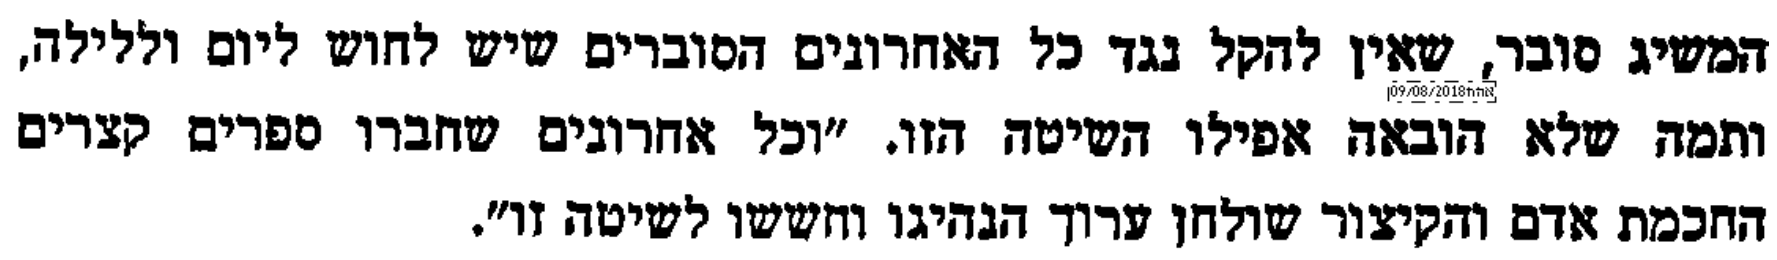 המשיג סובר, שאין להקל נגד כל האחרונים הסוברים שיש לחוש ליום וללילה,
ותמה שלא הובאה אפילו השיטה הזו. "וכל אחרונים שחברו ספרים קצרים
החכמת אדם והקיצור שולחן ערוך הנהיגו וחששו לשיטה זו".